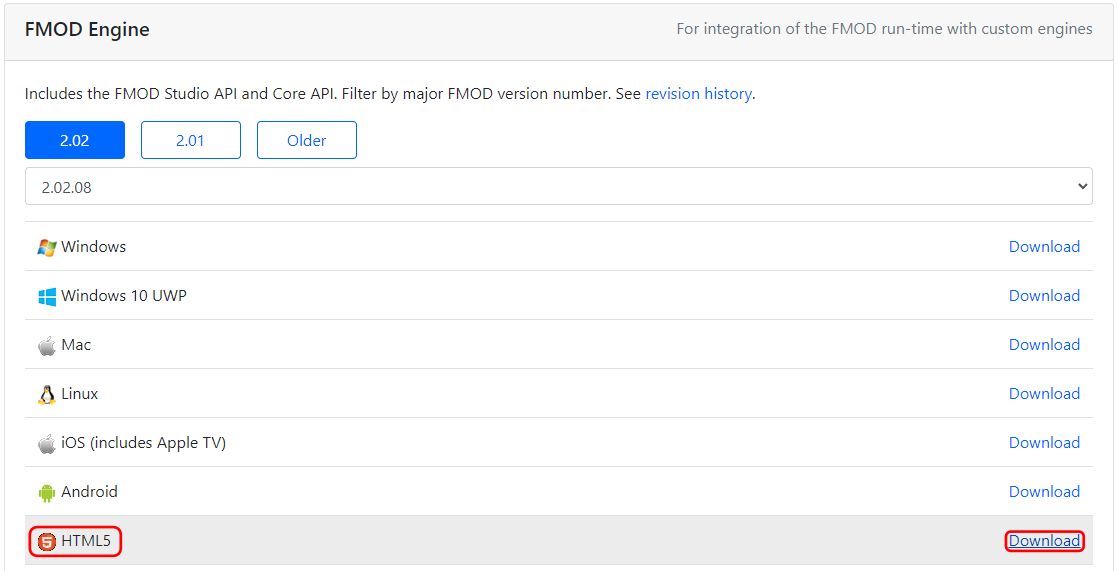 FMOD Engine For integration of the FMOD run-time with custom engines
Includes the FMOD Studio API and Core API. Filter by major FMOD version number. See revision history.
2.02 2.01 Older
2.02.08
Windows Download
Windows 10 UWP Download
Mac Download
Linux Download
iOS (includes Apple TV) Download
Android Download
HTML5 Download